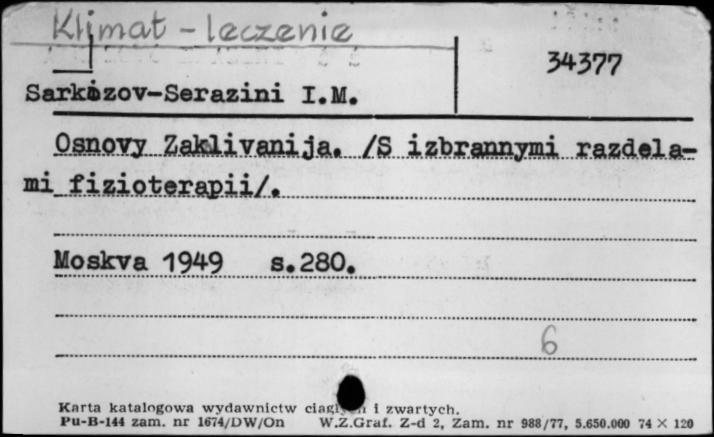 Klimat - leczenie
34377
Sarkizov-Serazini I.M.
Osnovy Zaklivanija. /S izbrannymi razdela-
mi fizioterapii/.
Moskva 1949 s.280.
6
Karta katalogowa wydawnictw ciągłych i zwartych.
Pu-B-144 zam. nr 1674/DW/On W.Z.Graf. Z-d 2, Zam. nr 988/77, 5.650.000 74 × 120